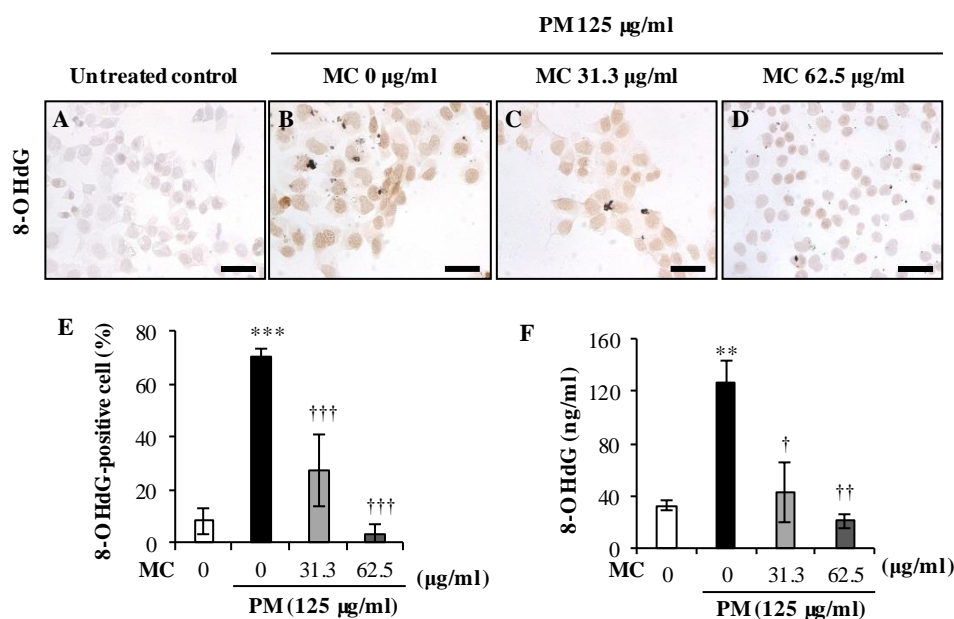 PM 125 µg/ml
Untreated control MC 0 µg/ml MC 31.3 µg/ml MC 62.5 µg/ml
A B C D
8-OHdG
E
8-OHdG-positive cell (%)
80
60
40
20
0
***
†††
†††
MC 0 0 31.3 62.5 (µg/ml)
PM (125 µg/ml)
F
8-OHdG (ng/ml)
160
120
80
40
0
**
†
††
MC 0 0 31.3 62.5 (µg/ml)
PM (125 µg/ml)